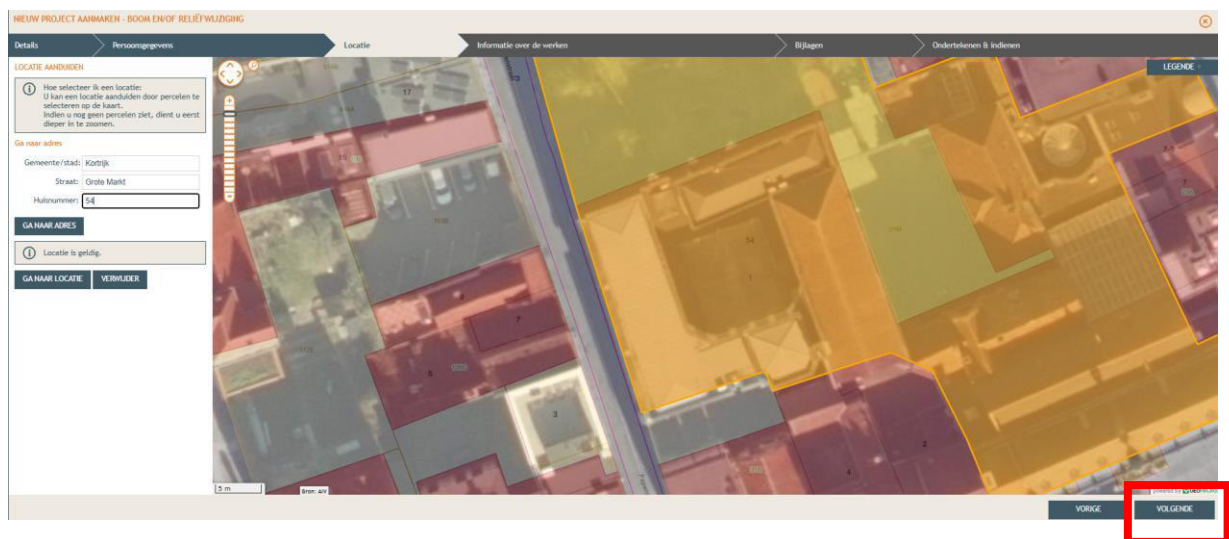 NIEUW PROJECT AANMAKEN - BOOM EN/OF RELIËFWIJZIGING
Details
Persoonsgegevens
Locatie
Informatie over de werken
Bijlagen
Ondertekenen & indienen
LOCATIE AANDUIDEN
Hoe selecteer ik een locatie:
U kan een locatie aanduiden door percelen te
selecteren op de kaart.
Indien u nog geen percelen ziet, dient u eerst
dieper in te zoomen.
Ga naar adres
Gemeente/stad: Kortrijk
Straat: Grote Markt
Huisnummer: 54
GA NAAR ADRES
Locatie is geldig.
GA NAAR LOCATIE
VERWIJDER
LEGENDE
17
10
54
1
7
7
3
2
4
5 m
Bron: AIV
VORIGE
VOLGENDE